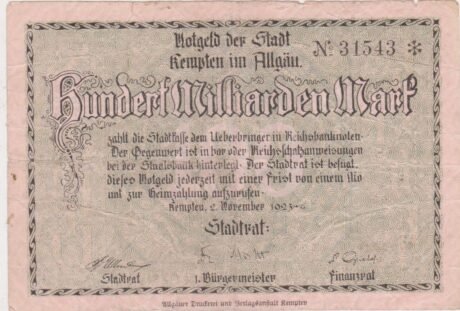 Notgeld der Stadt
Kempten im Allgäu.
No 31543 *
Hundert Milliarden Mark
zahlt die Stadtkasse dem Ueberbringer in Reichsbanknoten.
Der Gegenwert ist in bar oder Reichsschatzanweisungen
bei der Staatsbank hinterlegt. Der Stadtrat ist befugt,
dieses Notgeld jederzeit mit einer Frist von einem Mo
nat zur Heimzahlung aufzurufen.
Kempten, 2. November 1923
Stadtrat:
Stadtrat 1. Bürgermeister Finanzrat
Allgäuer Druckerei und Verlagsanstalt Kempten